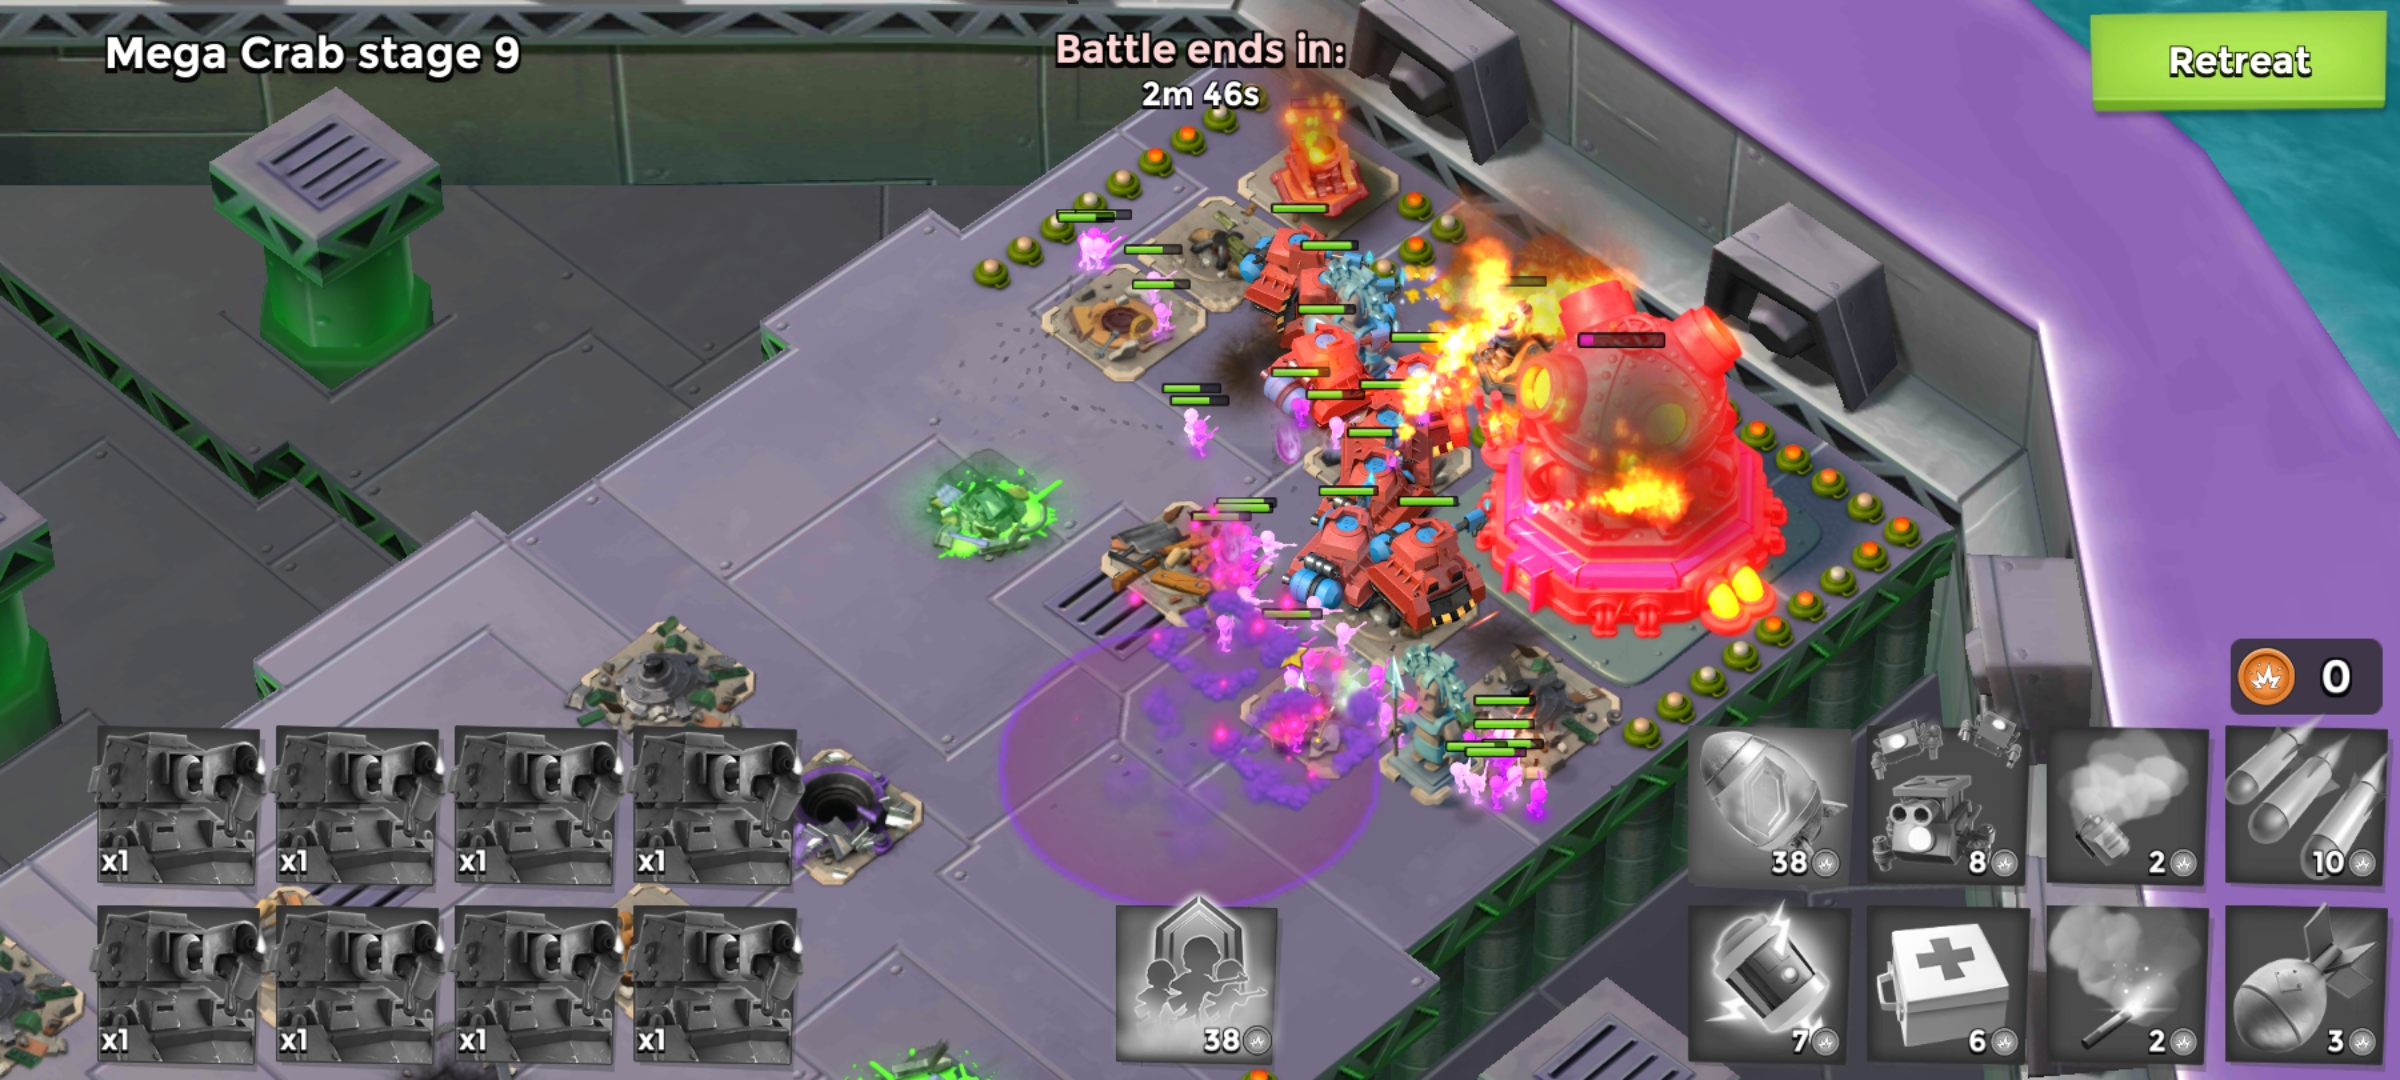 Mega Crab stage 9
Battle ends in:
2m 46s
Retreat
0
x1
x1
x1
x1
38
8
2
10
x1
x1
x1
x1
38
7
6
2
3